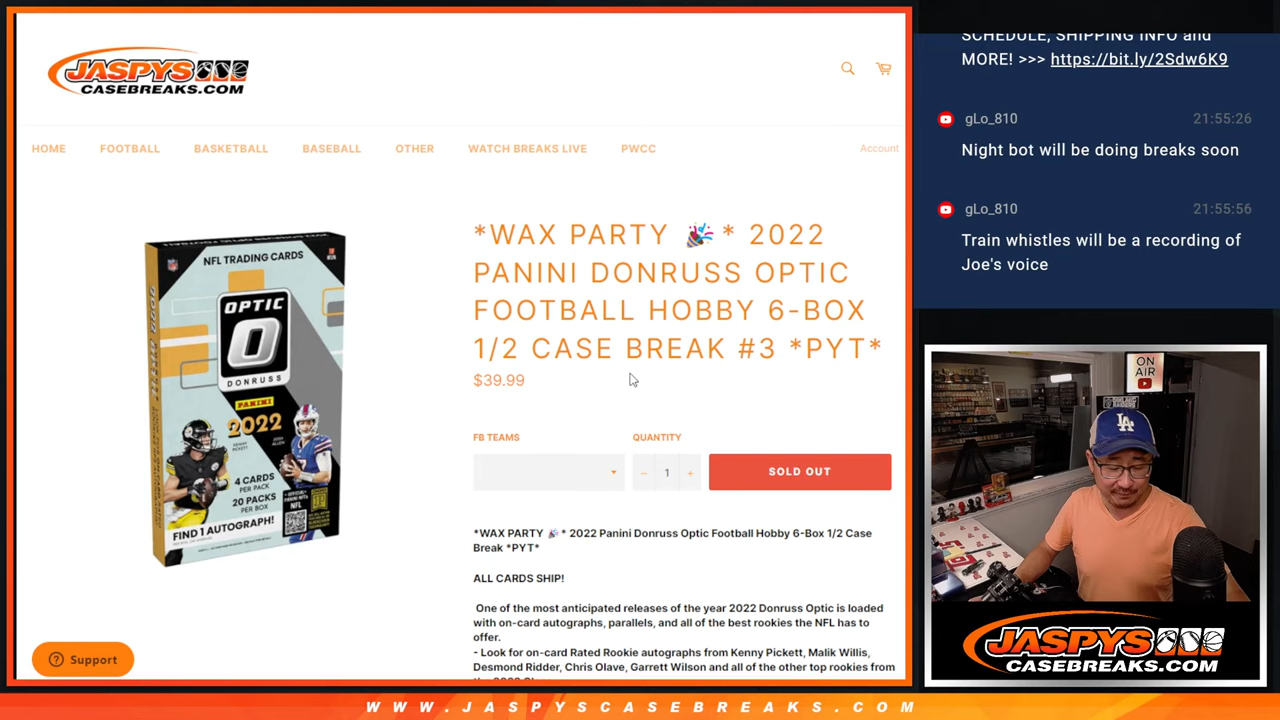 JASPYS
CASEBREAKS.COM
HOME FOOTBALL BASKETBALL BASEBALL OTHER WATCH BREAKS LIVE PWCC Account
NFL TRADING CARDS
OPTIC
DONRUSS
PANINI
2022
4 CARDS
PER PACK
20 PACKS
PER BOX
FIND 1 AUTOGRAPH!
*WAX PARTY 🎉* 2022
PANINI DONRUSS OPTIC
FOOTBALL HOBBY 6-BOX
1/2 CASE BREAK #3 *PYT*
$39.99
FB TEAMS QUANTITY
− 1 + SOLD OUT
*WAX PARTY 🎉* 2022 Panini Donruss Optic Football Hobby 6-Box 1/2 Case
Break *PYT*
ALL CARDS SHIP!
One of the most anticipated releases of the year 2022 Donruss Optic is loaded
with on-card autographs, parallels, and all of the best rookies the NFL has to
offer.
- Look for on-card Rated Rookie autographs from Kenny Pickett, Malik Willis,
Desmond Ridder, Chris Olave, Garrett Wilson and all of the other top rookies from
Support
SCHEDULE, SHIPPING INFO and
MORE! >>> https://bit.ly/2Sdw6K9
gLo_810 21:55:26
Night bot will be doing breaks soon
gLo_810 21:55:56
Train whistles will be a recording of
Joe's voice
ON
AIR
LA
JASPYS
CASEBREAKS.COM
WWW.JASPYSCASEBREAKS.COM